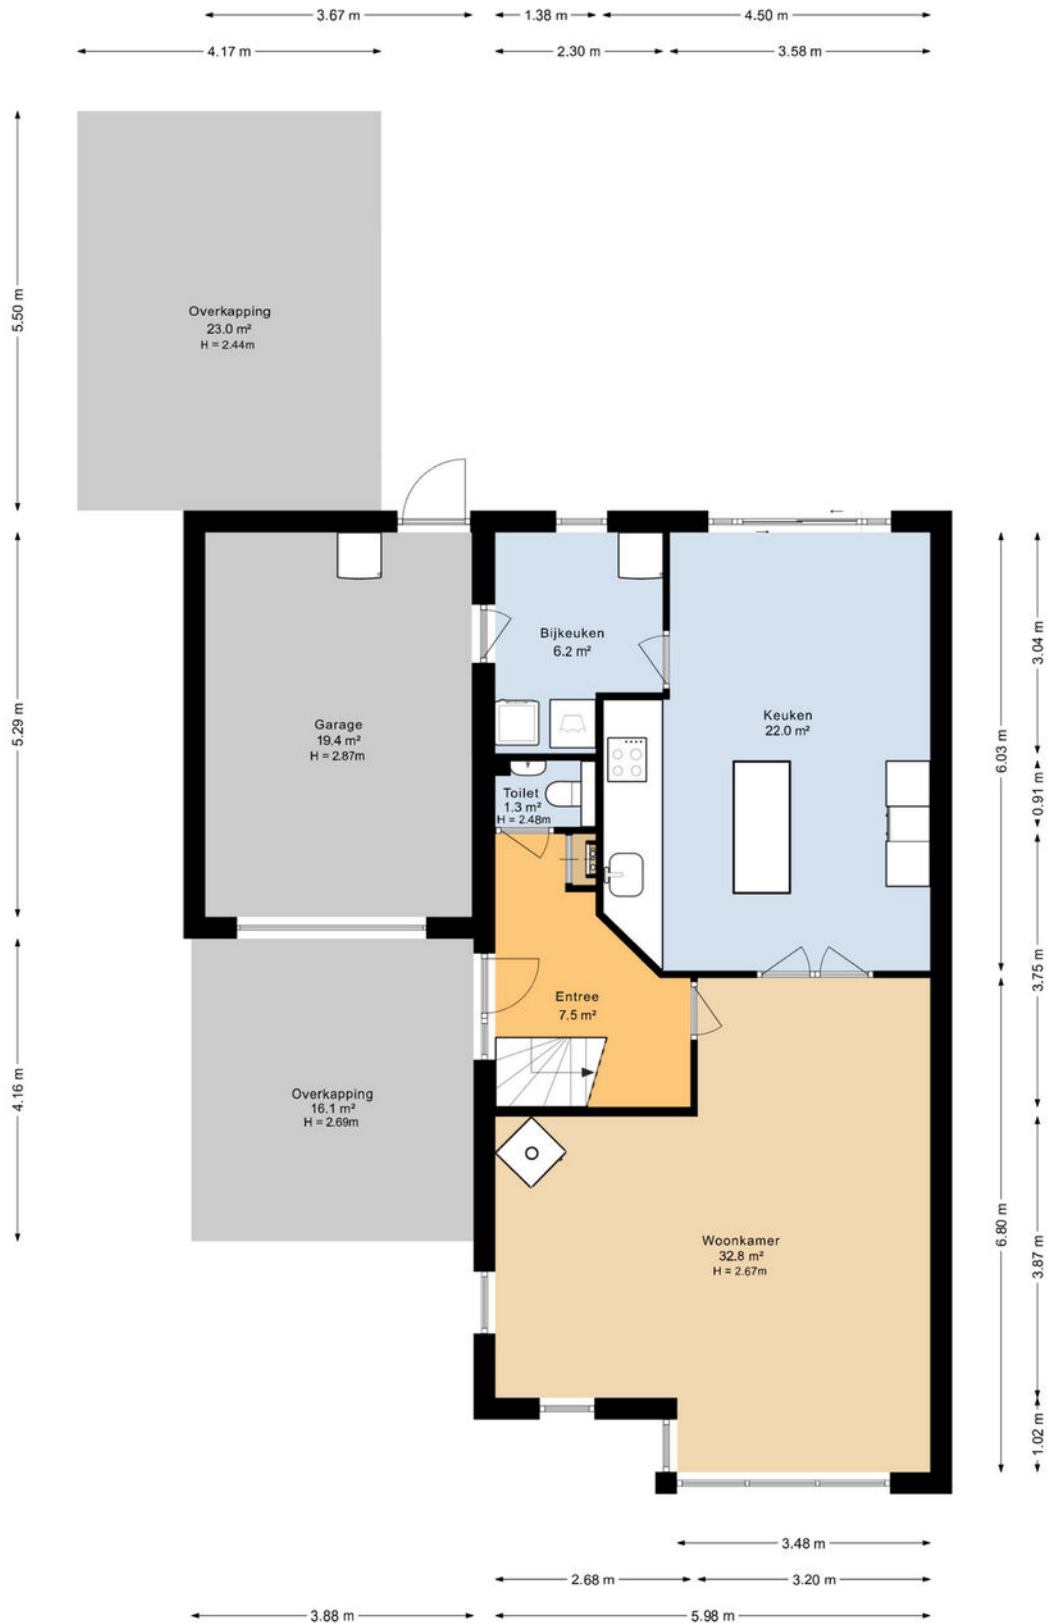 3.67 m
1.38 m
4.50 m
4.17 m
2.30 m
3.58 m
5.50 m
Overkapping
23.0 m²
H = 2.44m
5.29 m
Garage
19.4 m²
H = 2.87m
Bijkeuken
6.2 m²
Keuken
22.0 m²
Toilet
1.3 m²
H = 2.48m
3.04 m
6.03 m
0.91 m
3.75 m
Entree
7.5 m²
4.16 m
Overkapping
16.1 m²
H = 2.69m
Woonkamer
32.8 m²
H = 2.67m
6.80 m
3.87 m
1.02 m
3.48 m
2.68 m
3.20 m
3.88 m
5.98 m